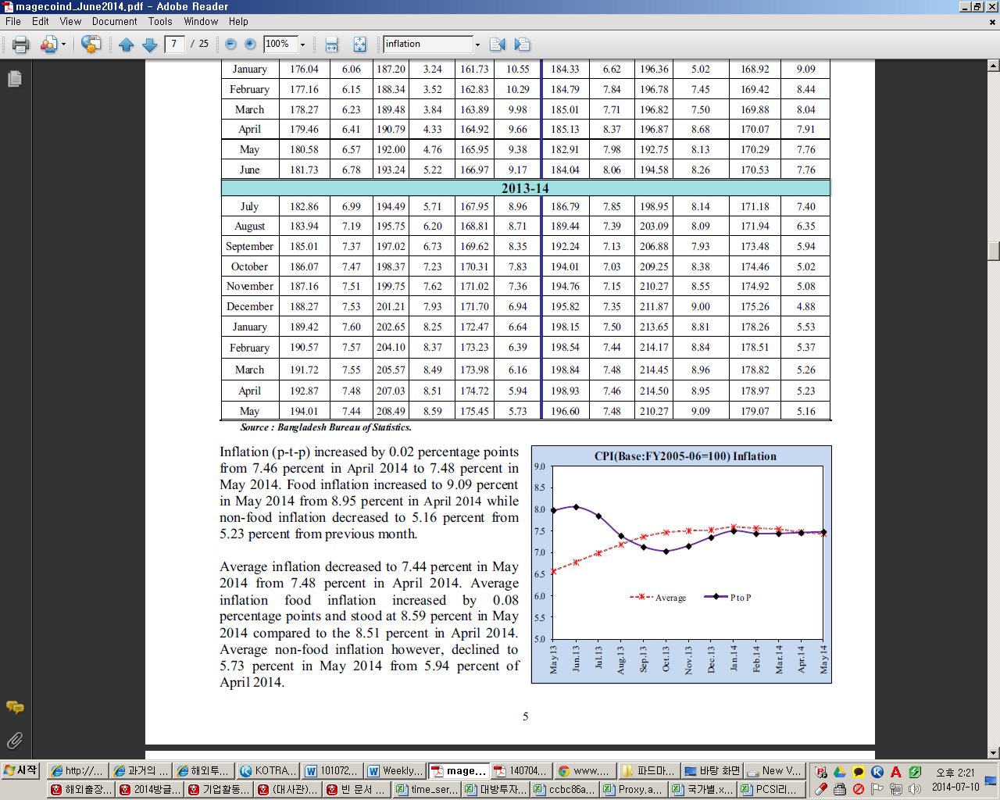 magecoind_June2014.pdf - Adobe Reader
File Edit View Document Tools Window Help
7 / 25 100% inflation
January 176.04 6.06 187.20 3.24 161.73 10.55 184.33 6.62 196.36 5.02 168.92 9.09
February 177.16 6.15 188.34 3.52 162.83 10.29 184.79 7.84 196.78 7.45 169.42 8.44
March 178.27 6.23 189.48 3.84 163.89 9.98 185.01 7.71 196.82 7.50 169.88 8.04
April 179.46 6.41 190.79 4.33 164.92 9.66 185.13 8.37 196.87 8.68 170.07 7.91
May 180.58 6.57 192.00 4.76 165.95 9.38 182.91 7.98 192.75 8.13 170.29 7.76
June 181.73 6.78 193.24 5.22 166.97 9.17 184.04 8.06 194.58 8.26 170.53 7.76
2013-14
July 182.86 6.99 194.49 5.71 167.95 8.96 186.79 7.85 198.95 8.14 171.18 7.40
August 183.94 7.19 195.75 6.20 168.81 8.71 189.44 7.39 203.09 8.09 171.94 6.35
September 185.01 7.37 197.02 6.73 169.62 8.35 192.24 7.13 206.88 7.93 173.48 5.94
October 186.07 7.47 198.37 7.23 170.31 7.83 194.01 7.03 209.25 8.38 174.46 5.02
November 187.16 7.51 199.75 7.62 171.02 7.36 194.76 7.15 210.27 8.55 174.92 5.08
December 188.27 7.53 201.21 7.93 171.70 6.94 195.82 7.35 211.87 9.00 175.26 4.88
January 189.42 7.60 202.65 8.25 172.47 6.64 198.15 7.50 213.65 8.81 178.26 5.53
February 190.57 7.57 204.10 8.37 173.23 6.39 198.54 7.44 214.17 8.84 178.51 5.37
March 191.72 7.55 205.57 8.49 173.98 6.16 198.84 7.48 214.45 8.96 178.82 5.26
April 192.87 7.48 207.03 8.51 174.72 5.94 198.93 7.46 214.50 8.95 178.97 5.23
May 194.01 7.44 208.49 8.59 175.45 5.73 196.60 7.48 210.27 9.09 179.07 5.16
Source : Bangladesh Bureau of Statistics.
Inflation (p-t-p) increased by 0.02 percentage points
from 7.46 percent in April 2014 to 7.48 percent in
May 2014. Food inflation increased to 9.09 percent
in May 2014 from 8.95 percent in April 2014 while
non-food inflation decreased to 5.16 percent from
5.23 percent from previous month.
Average inflation decreased to 7.44 percent in May
2014 from 7.48 percent in April 2014. Average
inflation food inflation increased by 0.08
percentage points and stood at 8.59 percent in May
2014 compared to the 8.51 percent in April 2014.
Average non-food inflation however, declined to
5.73 percent in May 2014 from 5.94 percent of
April 2014.
CPI(Base:FY2005-06=100) Inflation
9.0
8.5
8.0
7.5
7.0
6.5
6.0
5.5
5.0
Average P to P
May13 Jun.13 Jul.13 Aug.13 Sep.13 Oct.13 Nov.13 Dec.13 Jan.14 Feb.14 Mar.14 Apr.14 May14
5
시작 http://... 과거의 ... 해외투... KOTRA... 101072... Weekly... mage... 140704... www.... 파드마... 바탕 화면 New V...
해외출장... 2014방글... 기업활동... (대사관)... 빈 문서 ... time_ser... 대방투자... ccbc86a... Proxy,a... 국가별,x... PCSI리...
오후 2:21
2014-07-10